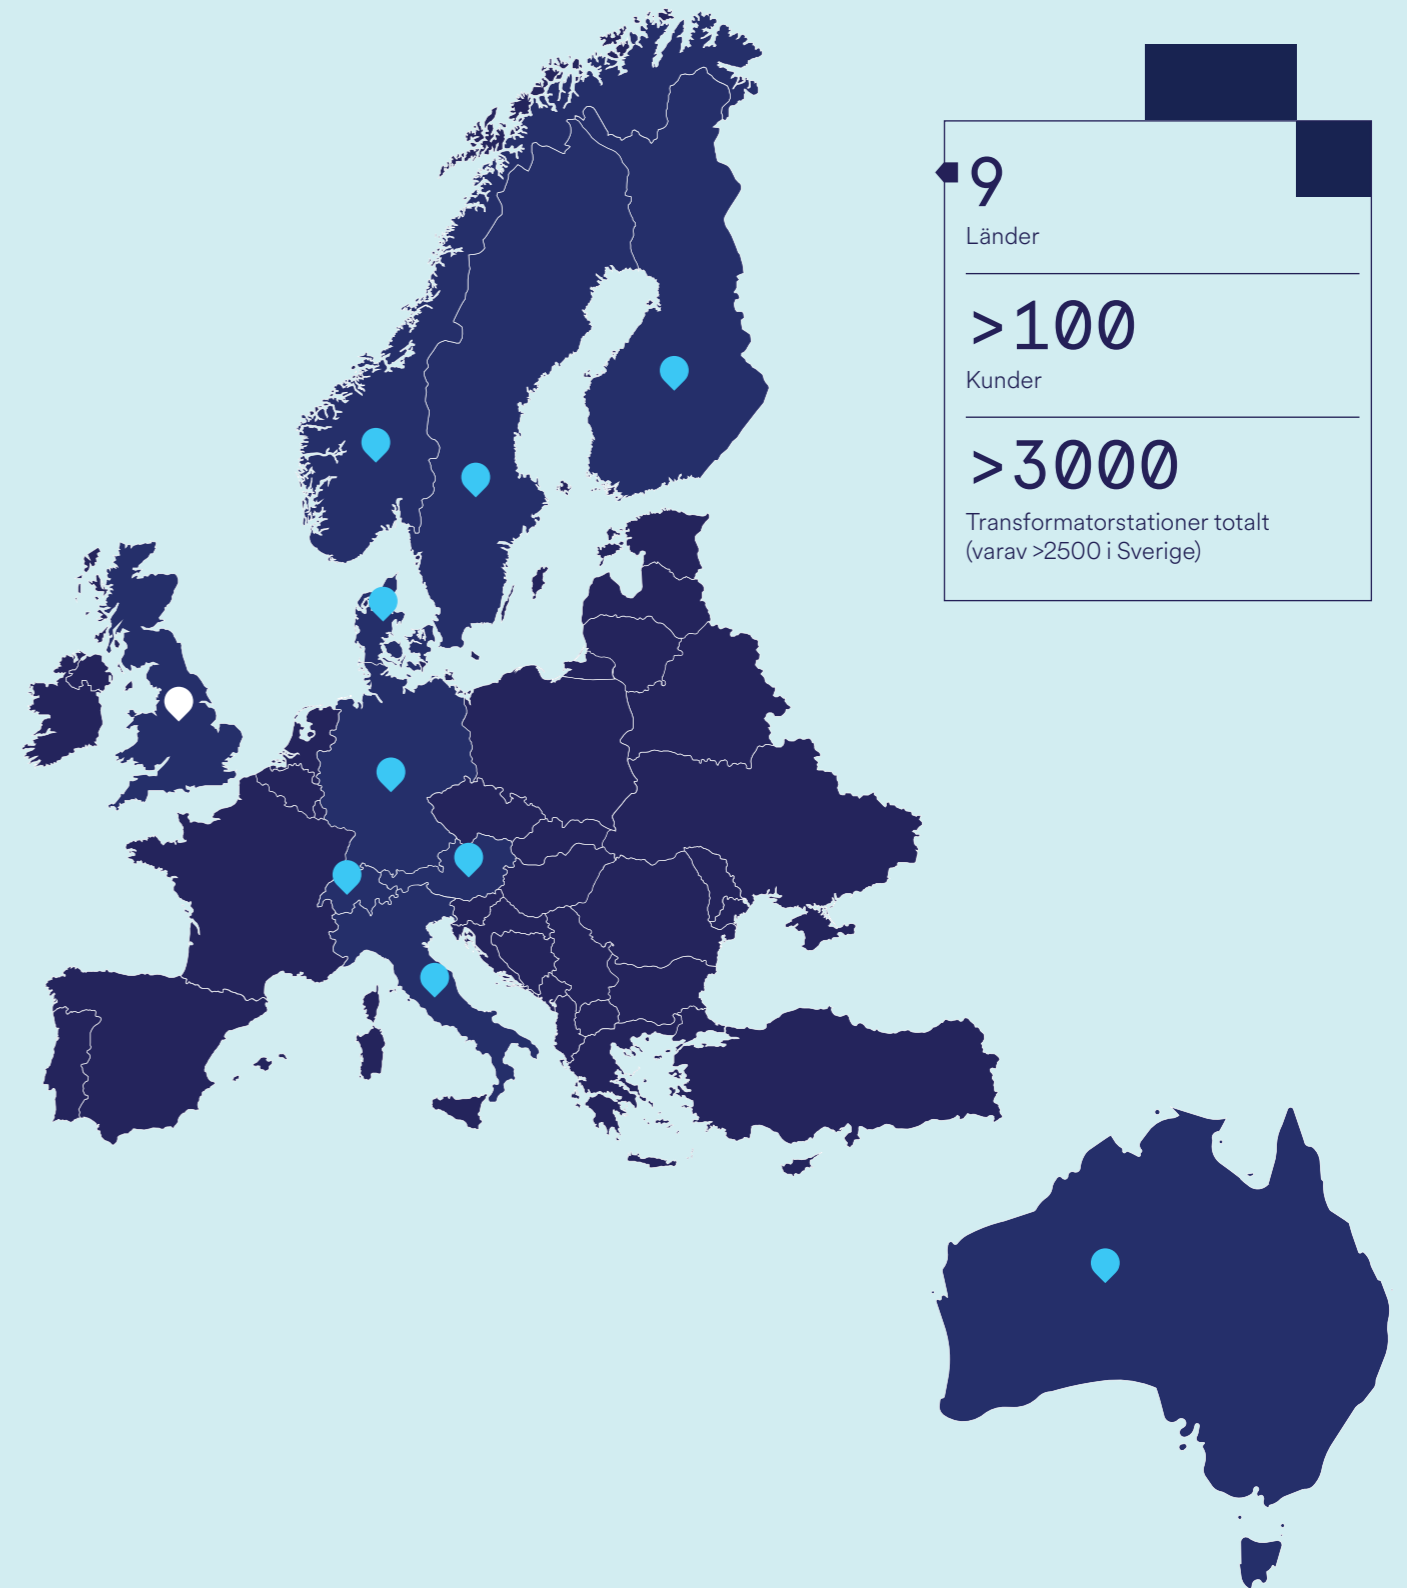 9
Länder
>100
Kunder
>3000
Transformatorstationer totalt
(varav >2500 i Sverige)